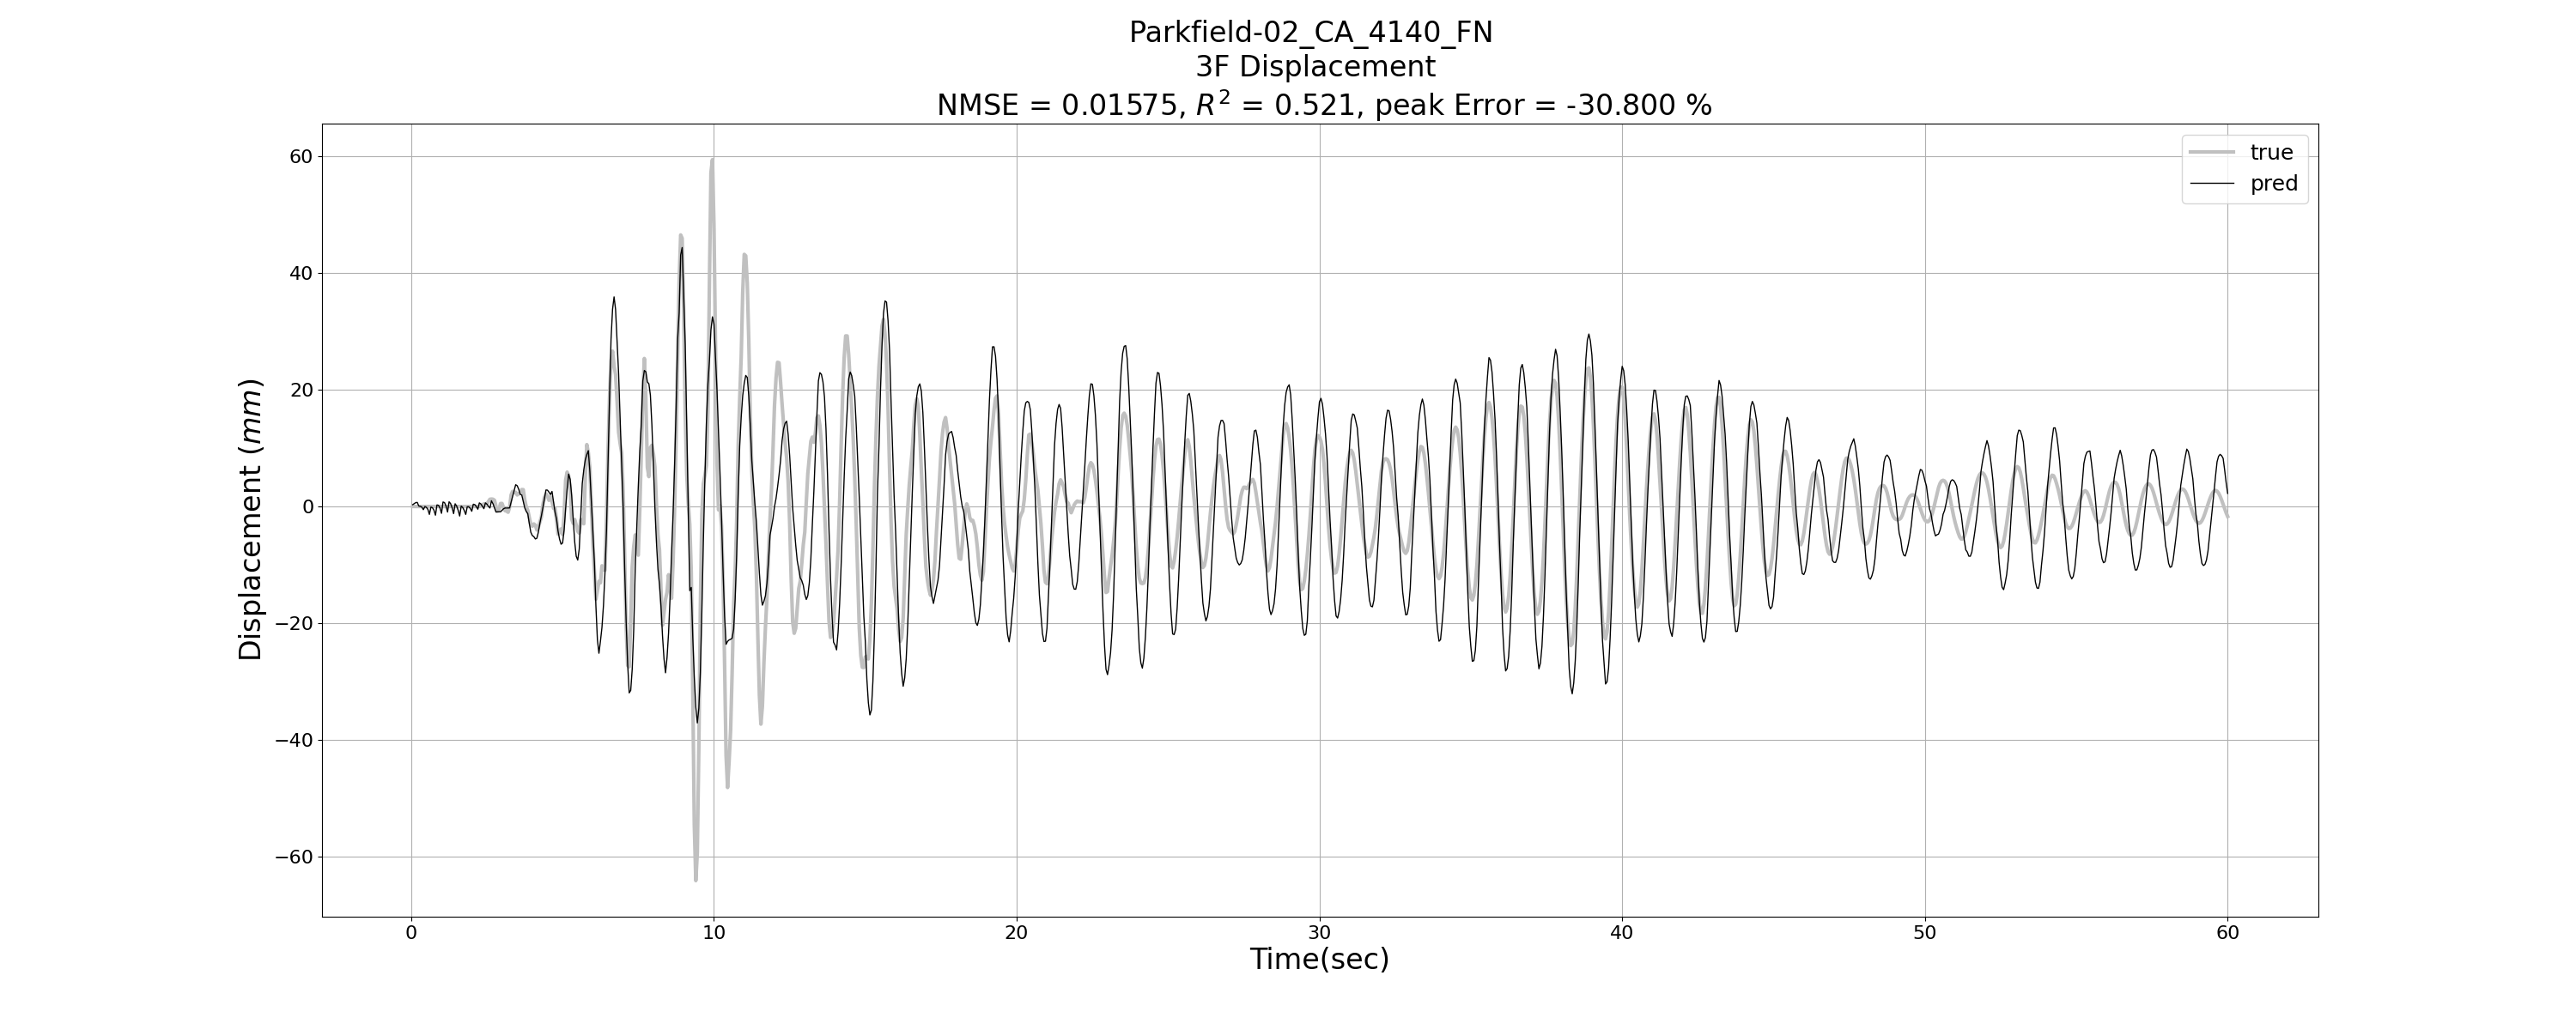 Parkfield-02_CA_4140_FN
3F Displacement
NMSE = 0.01575, R² = 0.521, peak Error = -30.800 %
true
pred
60
40
20
0
−20
−40
−60
Displacement (mm)
0 10 20 30 40 50 60
Time(sec)